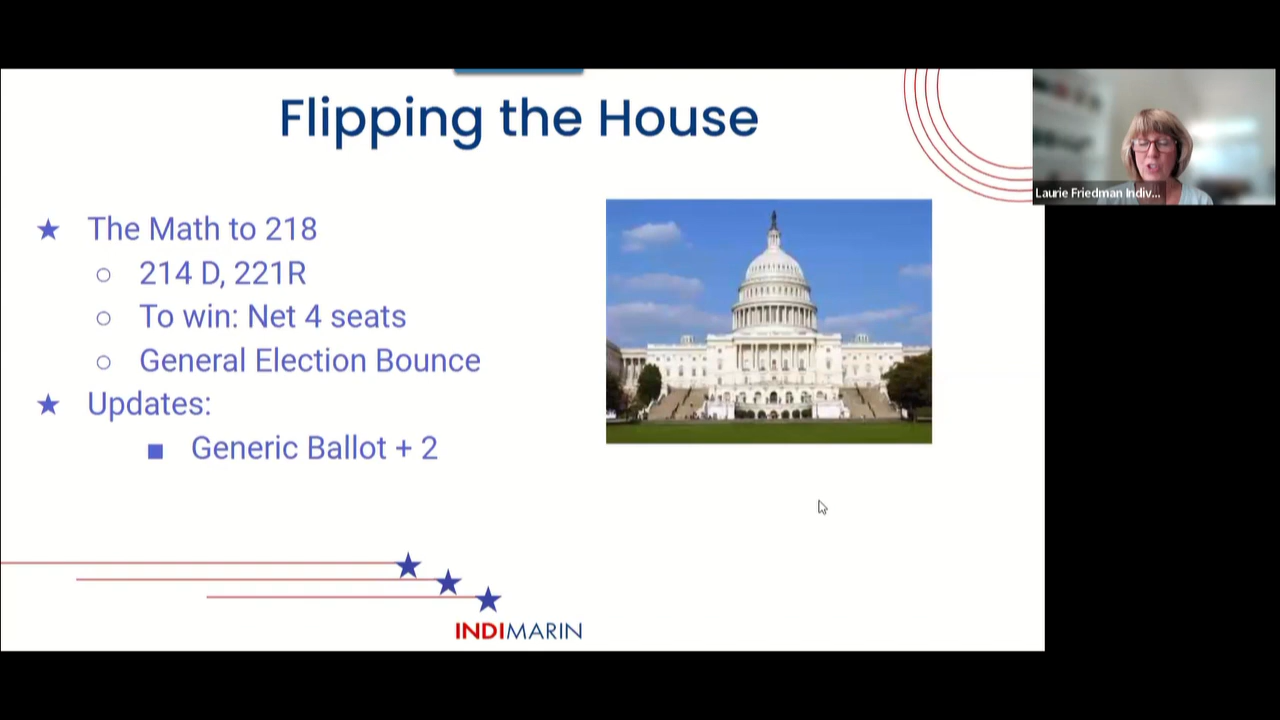 Flipping the House
The Math to 218
214 D, 221R
To win: Net 4 seats
General Election Bounce
Updates:
Generic Ballot + 2
INDIMARIN
Laurie Friedman Indiv...